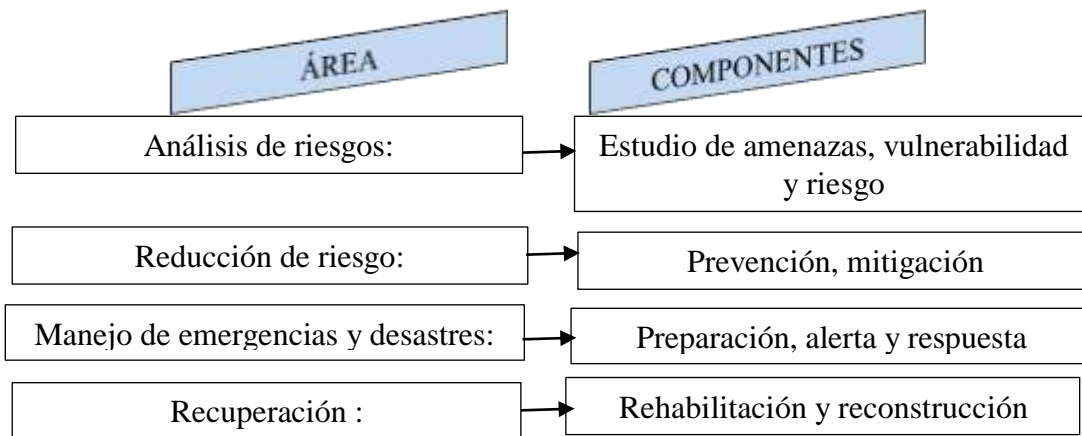 ÁREA
COMPONENTES
Análisis de riesgos:
Estudio de amenazas, vulnerabilidad
y riesgo
Reducción de riesgo:
Prevención, mitigación
Manejo de emergencias y desastres:
Preparación, alerta y respuesta
Recuperación :
Rehabilitación y reconstrucción